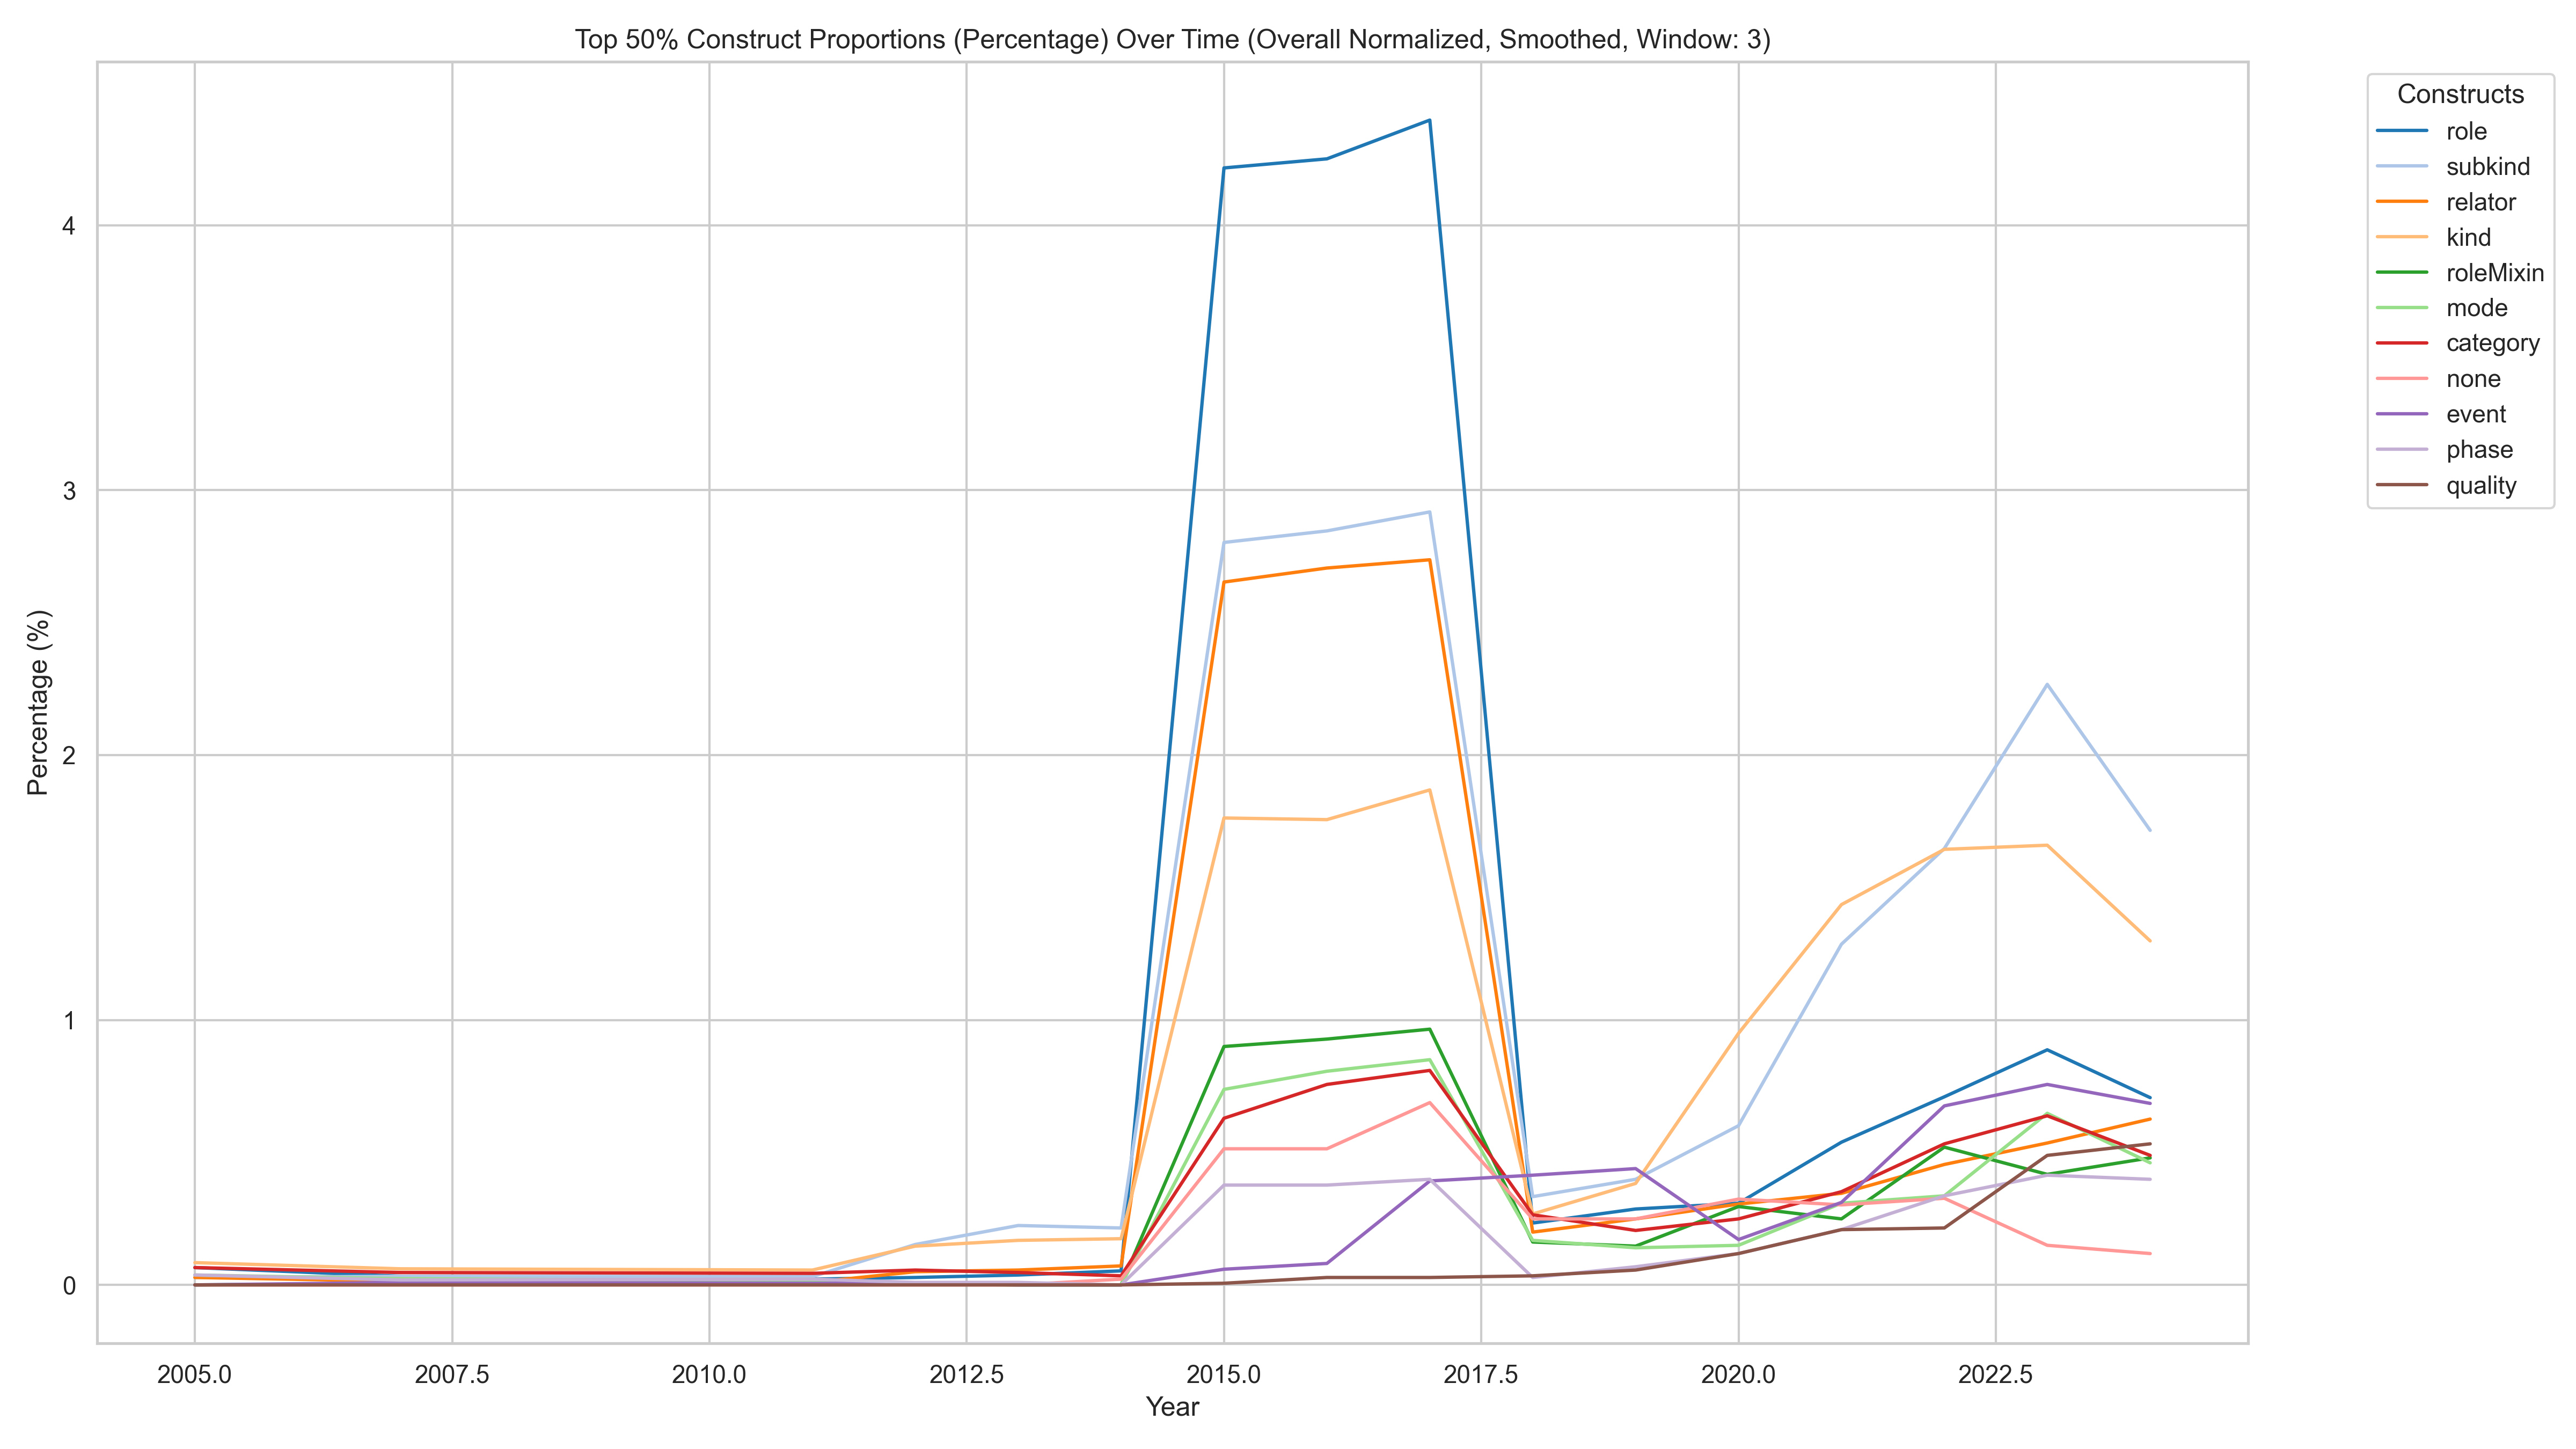 Top 50% Construct Proportions (Percentage) Over Time (Overall Normalized, Smoothed, Window: 3)
Constructs
role
subkind
relator
kind
roleMixin
mode
category
none
event
phase
quality
Percentage (%)
4
3
2
1
0
2005.0
2007.5
2010.0
2012.5
2015.0
2017.5
2020.0
2022.5
Year